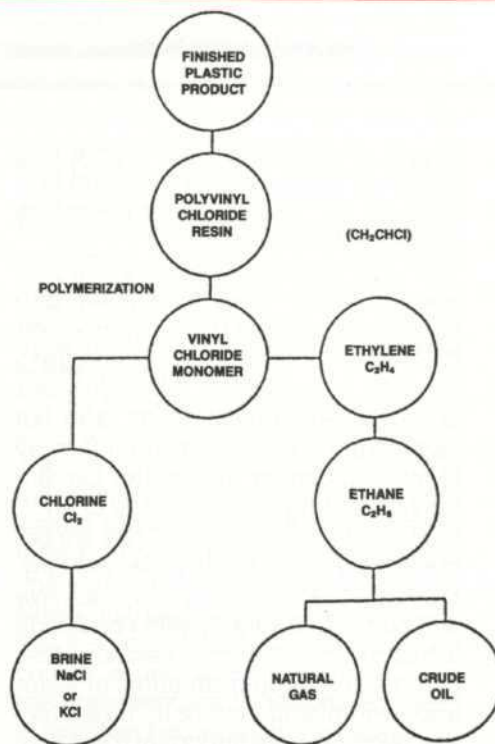 FINISHED
PLASTIC
PRODUCT
POLYVINYL
CHLORIDE
RESIN
(CH₂CHCl)
POLYMERIZATION
VINYL
CHLORIDE
MONOMER
ETHYLENE
C₂H₄
CHLORINE
Cl₂
ETHANE
C₂H₆
BRINE
NaCl
or
KCl
NATURAL
GAS
CRUDE
OIL